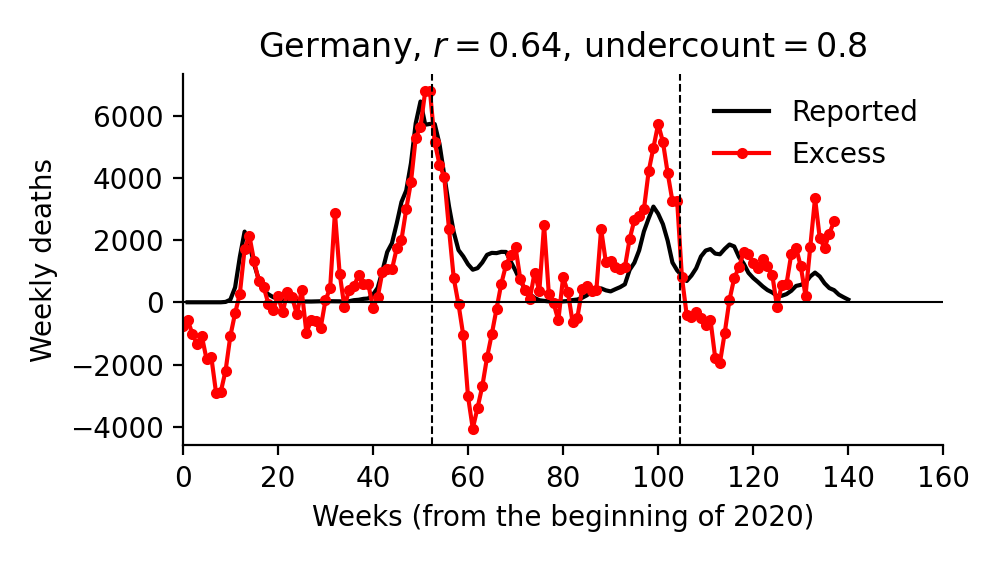 Germany, r = 0.64, undercount = 0.8
Reported
Excess
Weekly deaths
6000
4000
2000
0
−2000
−4000
0 20 40 60 80 100 120 140 160
Weeks (from the beginning of 2020)